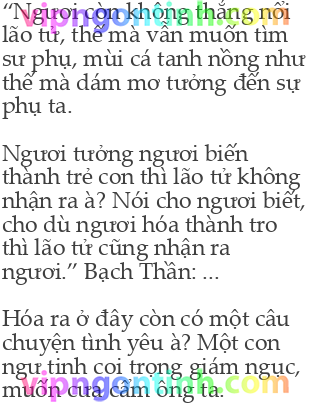 “Ngươi còn không thắng nổi
lão tử, thế mà vẫn muốn tìm
sư phụ, mùi cá tanh nồng như
thế mà dám mơ tưởng đến sự
phụ ta.
Ngươi tưởng ngươi biến
thành trẻ con thì lão tử không
nhận ra à? Nói cho ngươi biết,
cho dù ngươi hóa thành tro
thì lão tử cũng nhận ra
ngươi.” Bạch Thần: ...
Hóa ra ở đây còn có một câu
chuyện tình yêu à? Một con
ngư tinh coi trọng giám ngục,
muốn cưa cẩm ông ta.
vipngontinh.com
vipngontinh.com